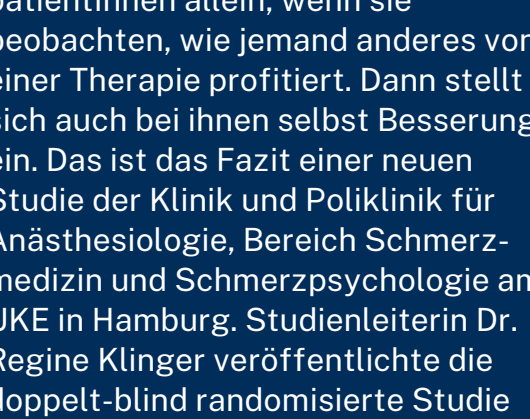 patientinnen allein, wenn sie
beobachten, wie jemand anderes von
einer Therapie profitiert. Dann stellt
sich auch bei ihnen selbst Besserung
ein. Das ist das Fazit einer neuen
Studie der Klinik und Poliklinik für
Anästhesiologie, Bereich Schmerz-
medizin und Schmerzpsychologie am
UKE in Hamburg. Studienleiterin Dr.
Regine Klinger veröffentlichte die
doppelt-blind randomisierte Studie